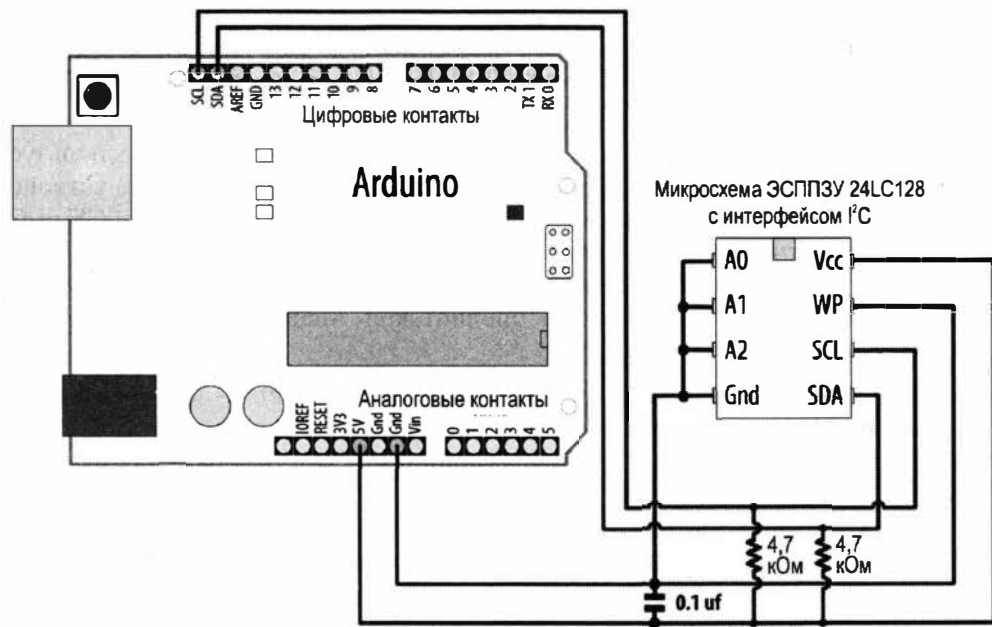 SCL
SDA
AREF
GND
13
12
11
10
9
8
7
6
5
4
3
2
TX 1
RX 0
Цифровые контакты
Arduino
Микросхема ЭСППЗУ 24LC128
с интерфейсом I²C
A0
Vcc
A1
WP
A2
SCL
Gnd
SDA
Аналоговые контакты
IOREF
RESET
3V3
5V
Gnd
Gnd
Vin
0
1
2
3
4
5
4,7
кОм
4,7
кОм
0.1 uf